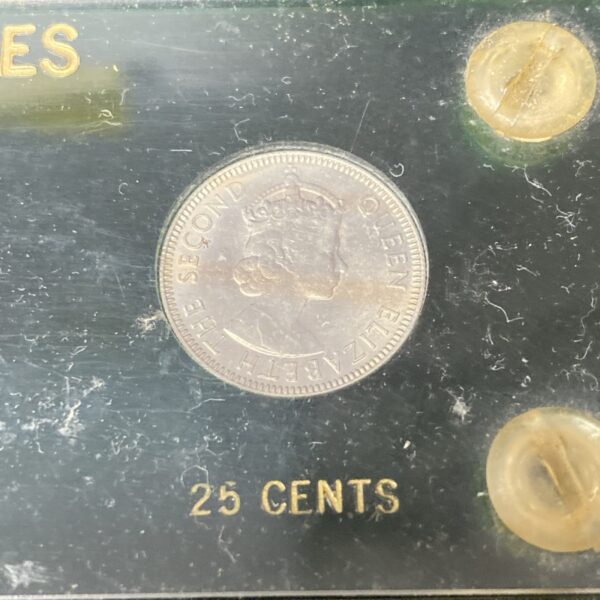 ES
QUEEN ELIZABETH THE SECOND
25 CENTS